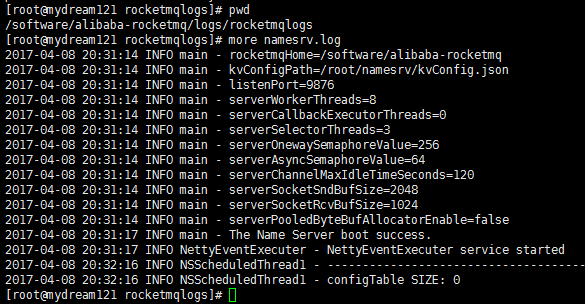 [root@mydream121 rocketmqlogs]# pwd
/software/alibaba-rocketmq/logs/rocketmqlogs
[root@mydream121 rocketmqlogs]# more namesrv.log
2017-04-08 20:31:14 INFO main - rocketmqHome=/software/alibaba-rocketmq
2017-04-08 20:31:14 INFO main - kvConfigPath=/root/namesrv/kvConfig.json
2017-04-08 20:31:14 INFO main - listenPort=9876
2017-04-08 20:31:14 INFO main - serverWorkerThreads=8
2017-04-08 20:31:14 INFO main - serverCallbackExecutorThreads=0
2017-04-08 20:31:14 INFO main - serverSelectorThreads=3
2017-04-08 20:31:14 INFO main - serverOnewaySemaphoreValue=256
2017-04-08 20:31:14 INFO main - serverAsyncSemaphoreValue=64
2017-04-08 20:31:14 INFO main - serverChannelMaxIdleTimeSeconds=120
2017-04-08 20:31:14 INFO main - serverSocketSndBufSize=2048
2017-04-08 20:31:14 INFO main - serverSocketRcvBufSize=1024
2017-04-08 20:31:14 INFO main - serverPooledByteBufAllocatorEnable=false
2017-04-08 20:31:17 INFO main - The Name Server boot success.
2017-04-08 20:31:17 INFO NettyEventExecuter - NettyEventExecuter service started
2017-04-08 20:32:16 INFO NSScheduledThread1 - --------------------------------------
2017-04-08 20:32:16 INFO NSScheduledThread1 - configTable SIZE: 0
[root@mydream121 rocketmqlogs]#